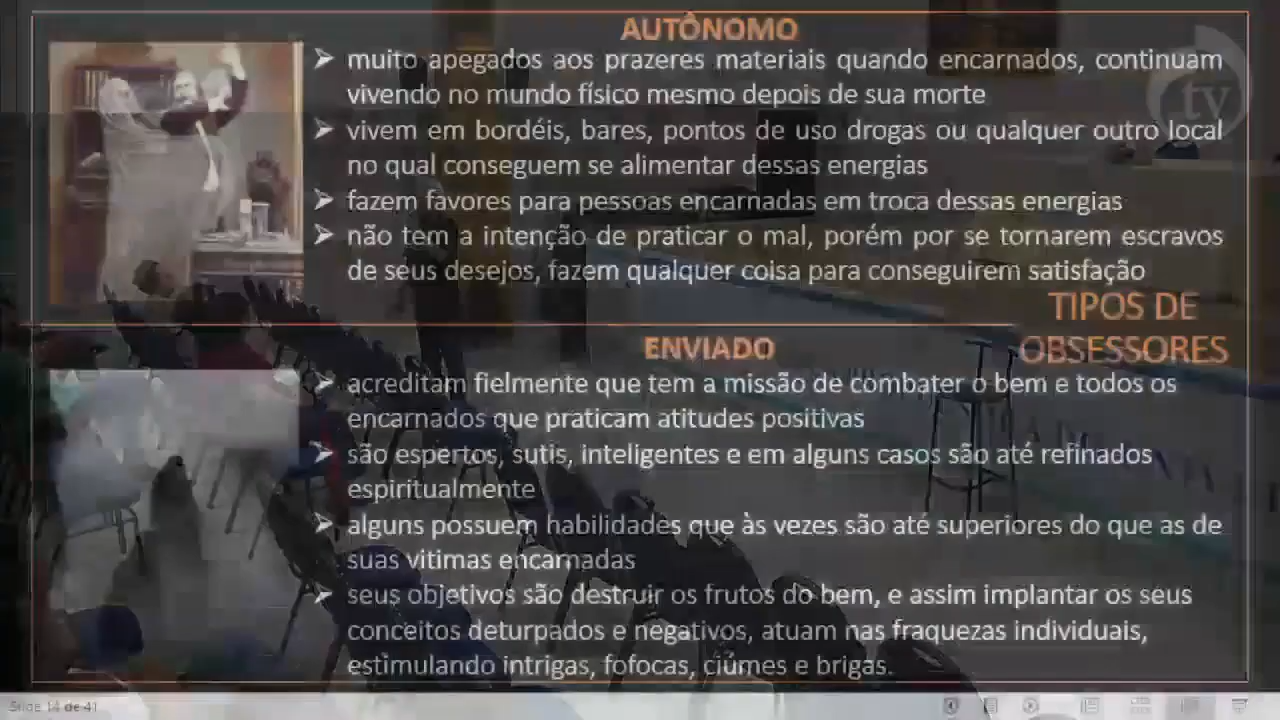 AUTÔNOMO
➤ muito apegados aos prazeres materiais quando encarnados, continuam
vivendo no mundo físico mesmo depois de sua morte
➤ vivem em bordéis, bares, pontos de uso drogas ou qualquer outro local
no qual conseguem se alimentar dessas energias
➤ fazem favores para pessoas encarnadas em troca dessas energias
➤ não tem a intenção de praticar o mal, porém por se tornarem escravos
de seus desejos, fazem qualquer coisa para conseguirem satisfação
TIPOS DE
OBSESSORES
ENVIADO
➤ acreditam fielmente que tem a missão de combater o bem e todos os
encarnados que praticam atitudes positivas
➤ são espertos, sutis, inteligentes e em alguns casos são até refinados
espiritualmente
➤ alguns possuem habilidades que às vezes são até superiores do que as de
suas vitimas encarnadas
➤ seus objetivos são destruir os frutos do bem, e assim implantar os seus
conceitos deturpados e negativos, atuam nas fraquezas individuais,
estimulando intrigas, fofocas, ciúmes e brigas.
tv
Slide 14 de 41